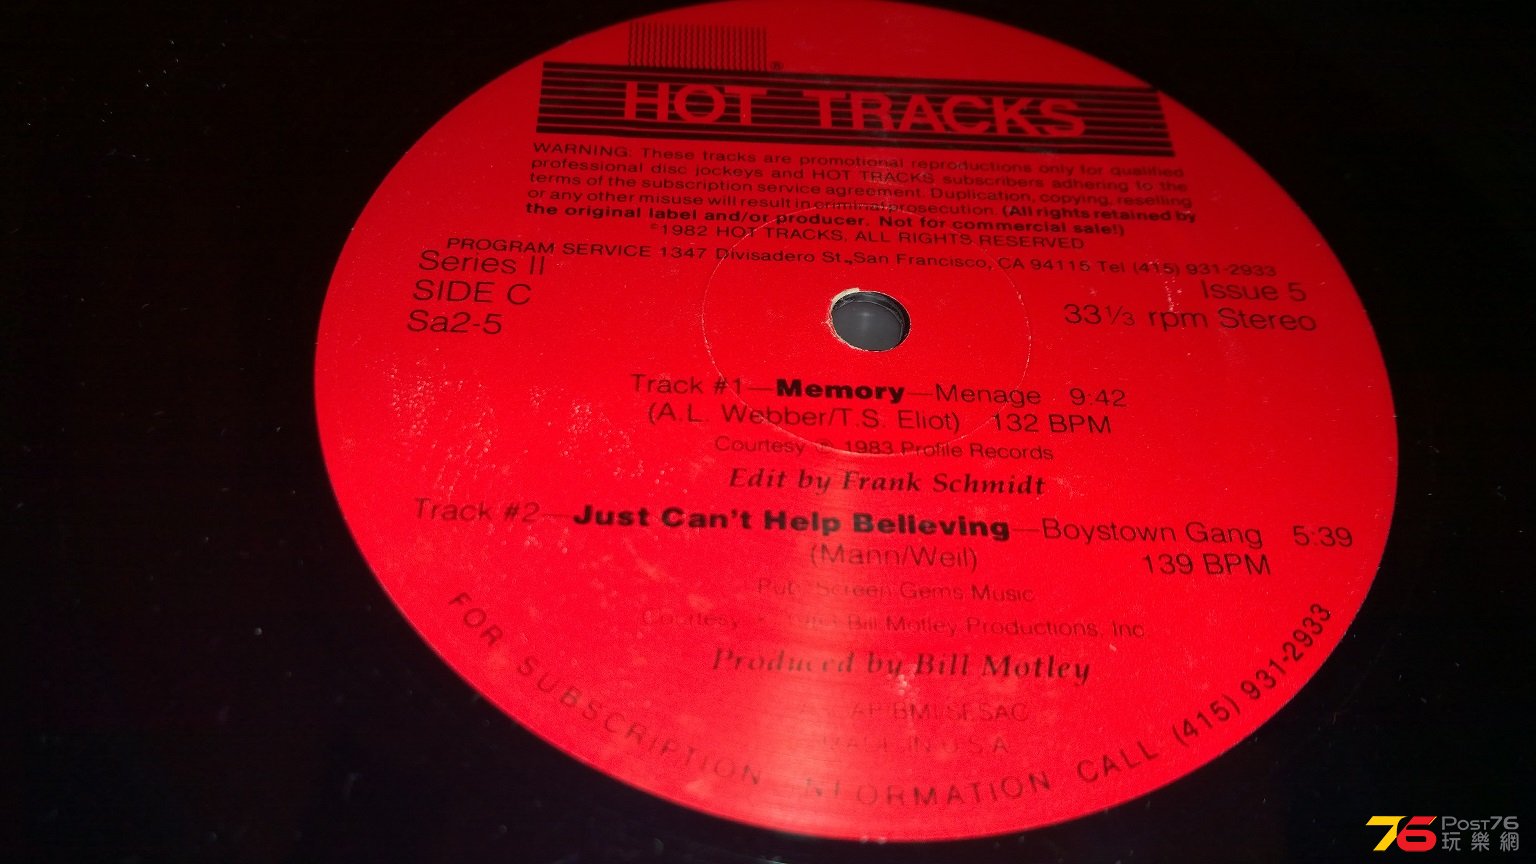 HOT TRACKS ®
WARNING: These tracks are promotional reproductions only for qualified
professional disc jockeys and HOT TRACKS subscribers adhering to the
terms of the subscription service agreement. Duplication, copying, reselling
or any other misuse will result in criminal prosecution. (All rights retained by
the original label and/or producer. Not for commercial sale!)
©1982 HOT TRACKS, ALL RIGHTS RESERVED
PROGRAM SERVICE 1347 Divisadero St., San Francisco, CA 94115 Tel (415) 931-2933
Series II
SIDE C
Sa2-5
Issue 5
33 1/3 rpm Stereo
Track #1—Memory—Menage 9:42
(A.L. Webber/T.S. Eliot) 132 BPM
Courtesy ℗ 1983 Profile Records
Edit by Frank Schmidt
Track #2—Just Can't Help Believing—Boystown Gang 5:39
(Mann/Weil) 139 BPM
Pub. Screen Gems Music
Courtesy Bill Motley Productions, Inc.
Produced by Bill Motley
BMI SESAC
MADE IN U.S.A.
FOR SUBSCRIPTION INFORMATION CALL (415) 931-2933
76 POST76
玩樂網